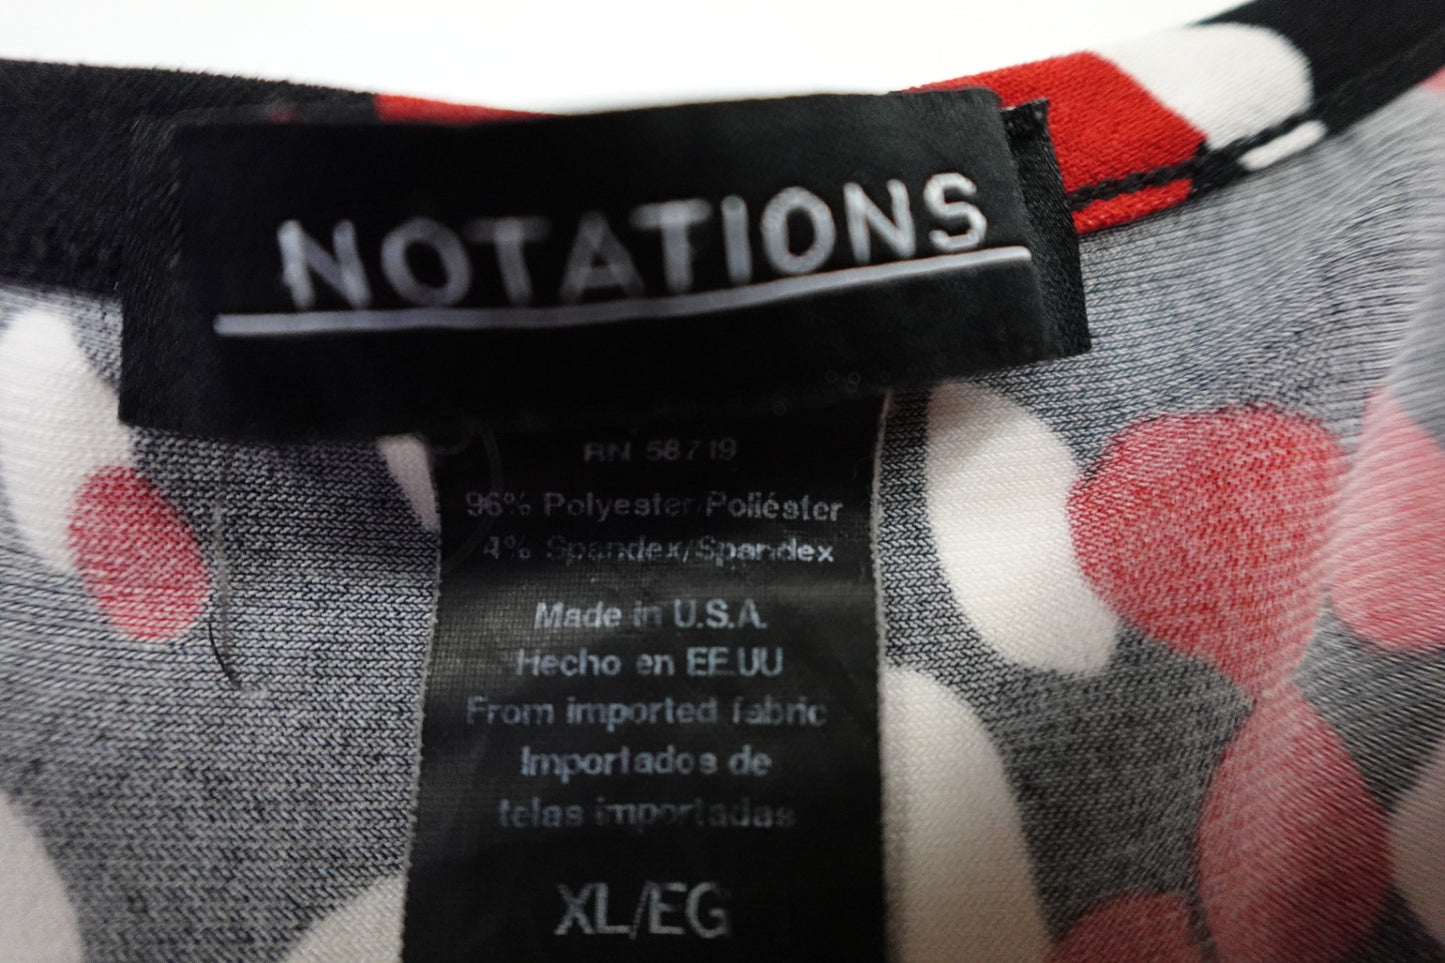 NOTATIONS
RN 58719
96% Polyester/Poliéster
4% Spandex/Spandex
Made in U.S.A.
Hecho en EE.UU
From imported fabric
Importados de
telas importadas
XL/EG